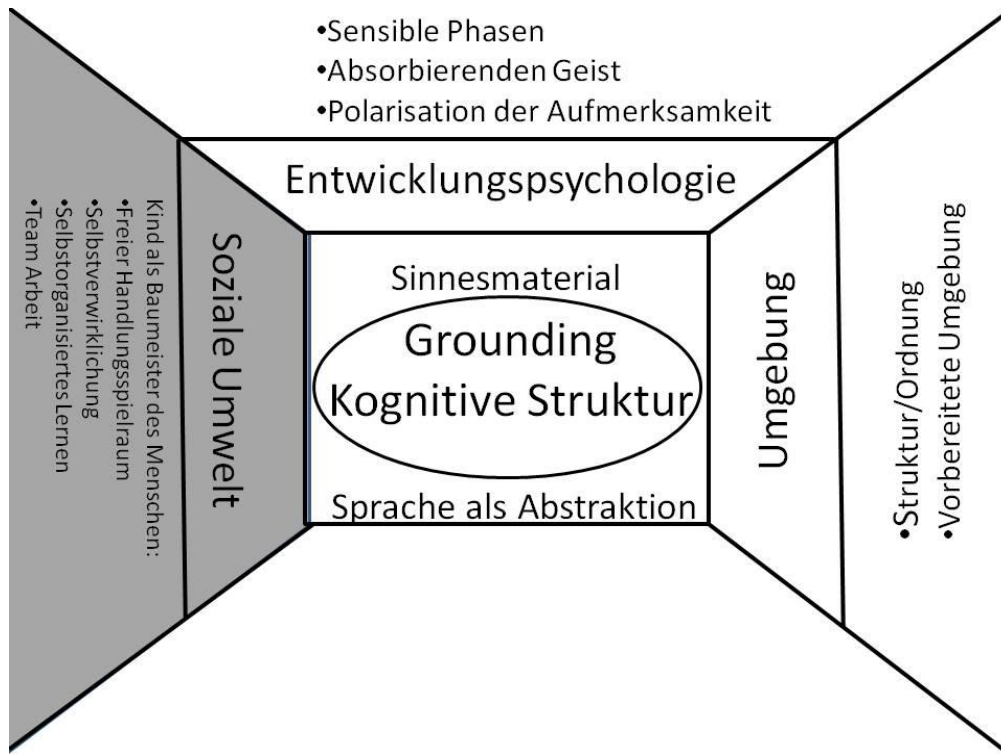 •Sensible Phasen
•Absorbierenden Geist
•Polarisation der Aufmerksamkeit
Entwicklungspsychologie
Kind als Baumeister des Menschen:
•Freier Handlungsspielraum
•Selbstverwirklichung
•Selbstorganisiertes Lernen
•Team Arbeit
Soziale Umwelt
Sinnesmaterial
Grounding
Kognitive Struktur
Sprache als Abstraktion
Umgebung
•Struktur/Ordnung
•Vorbereitete Umgebung